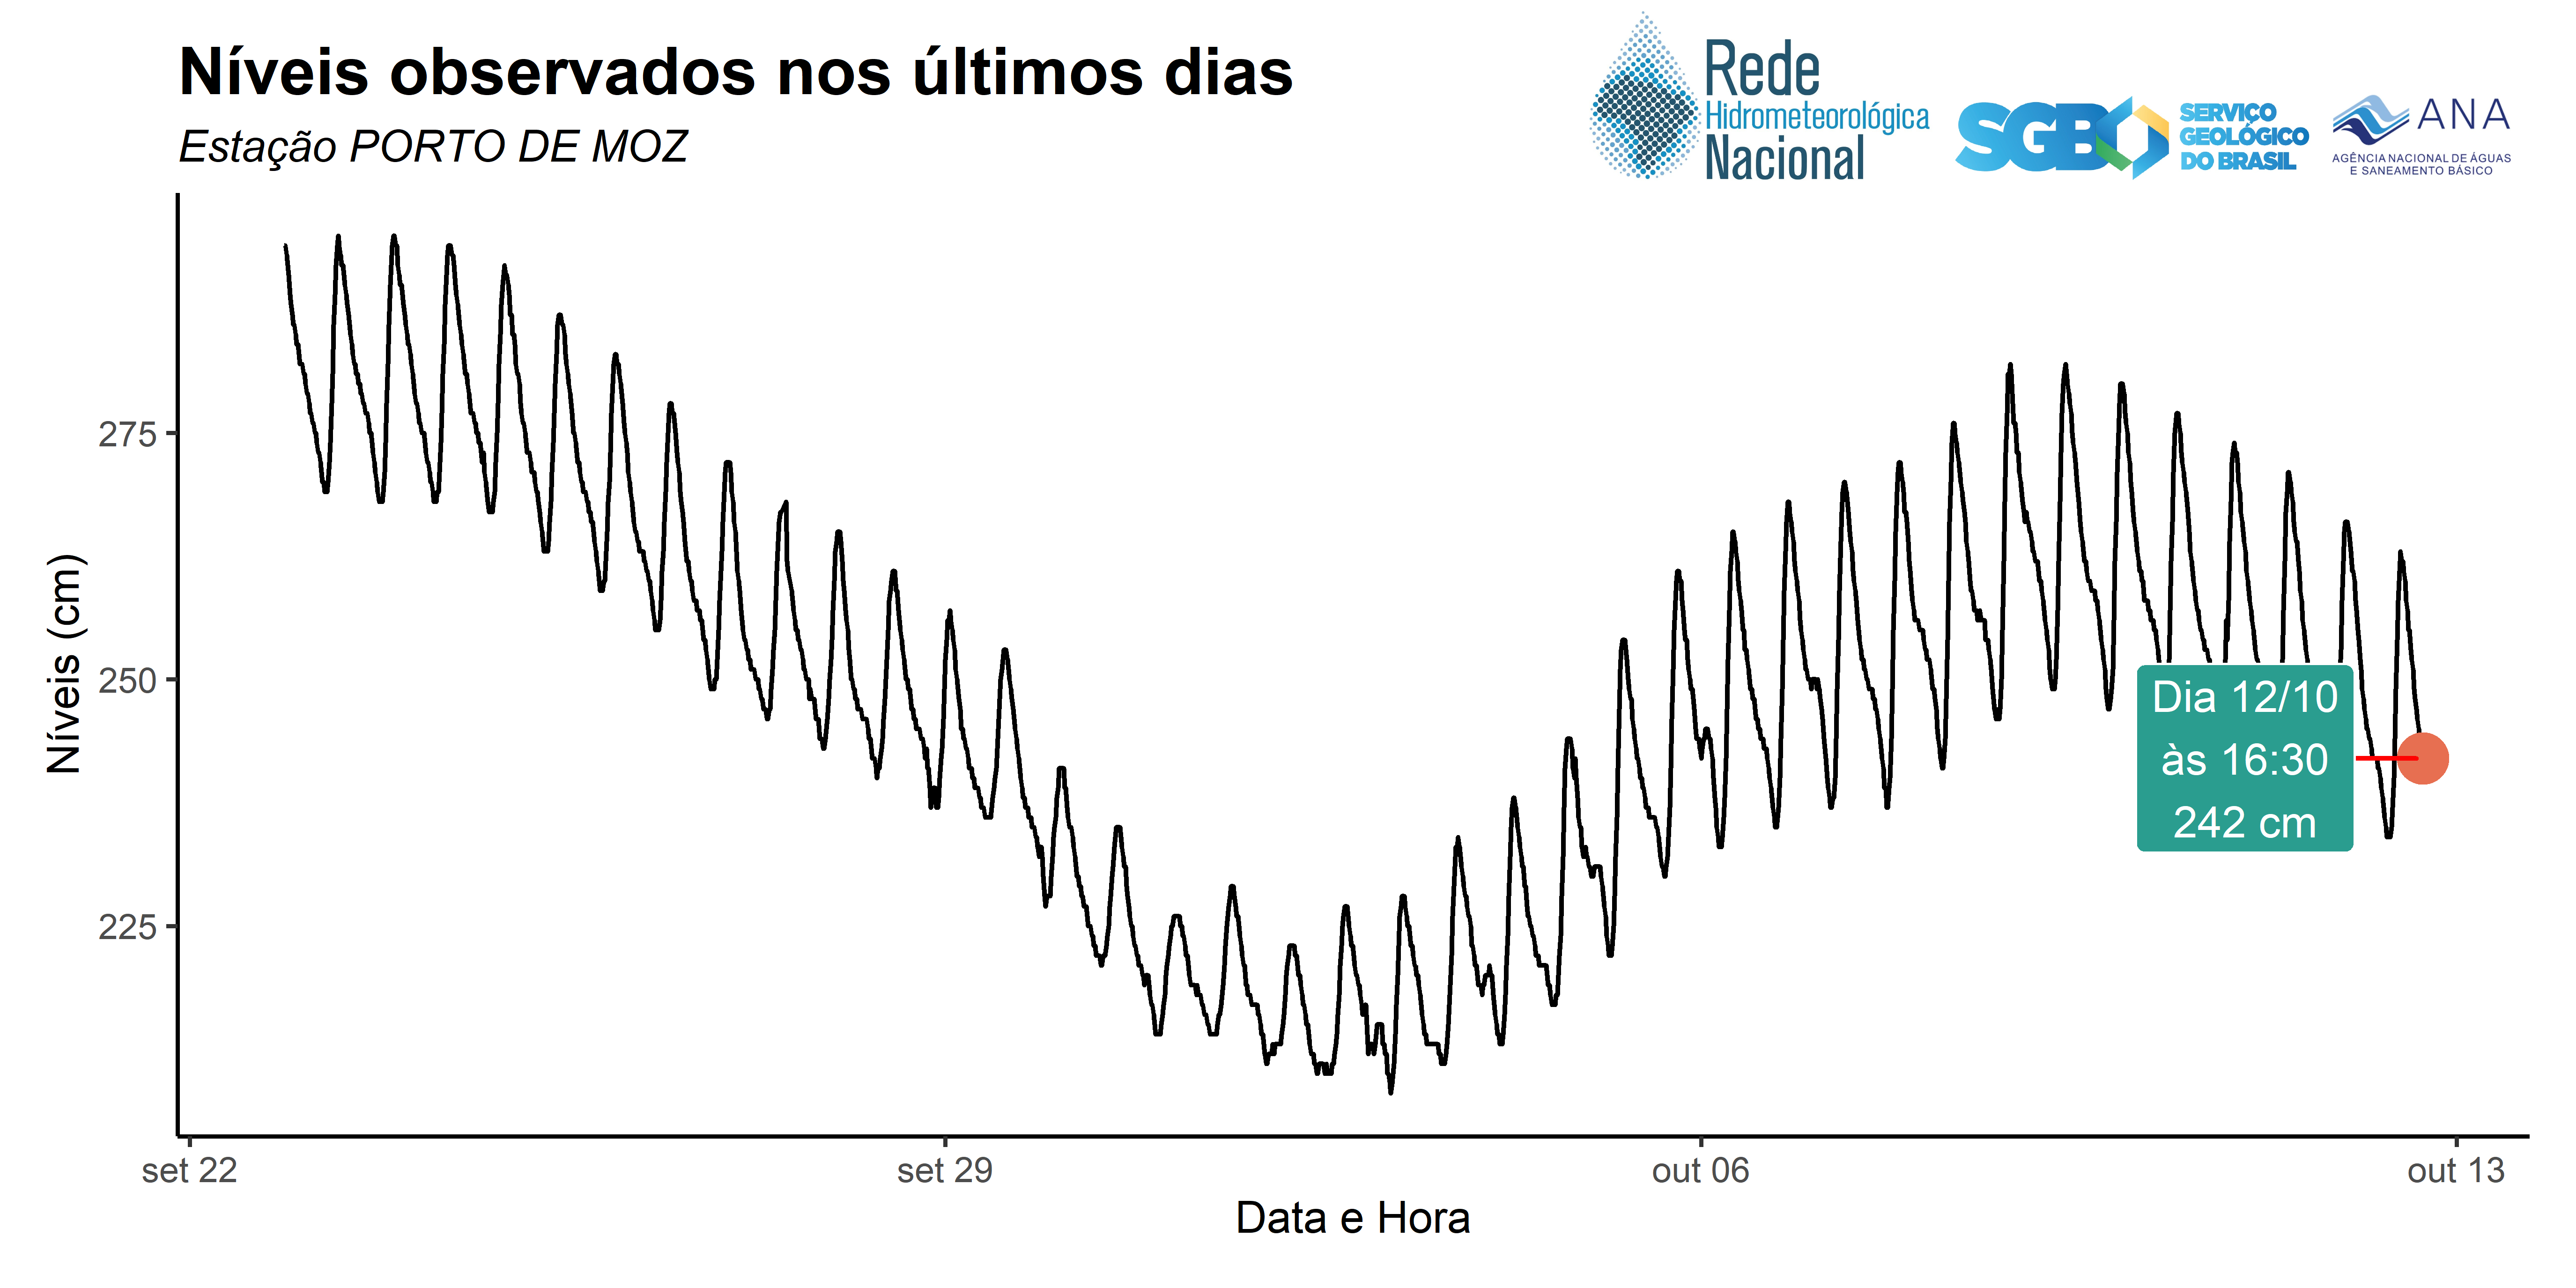 Níveis observados nos últimos dias
Estação PORTO DE MOZ
Rede
Hidrometeorológica
Nacional
SGB
SERVIÇO
GEOLÓGICO
DO BRASIL
ANA
AGÊNCIA NACIONAL DE ÁGUAS
E SANEAMENTO BÁSICO
Níveis (cm)
275
250
225
Dia 12/10
às 16:30
242 cm
set 22
set 29
out 06
out 13
Data e Hora